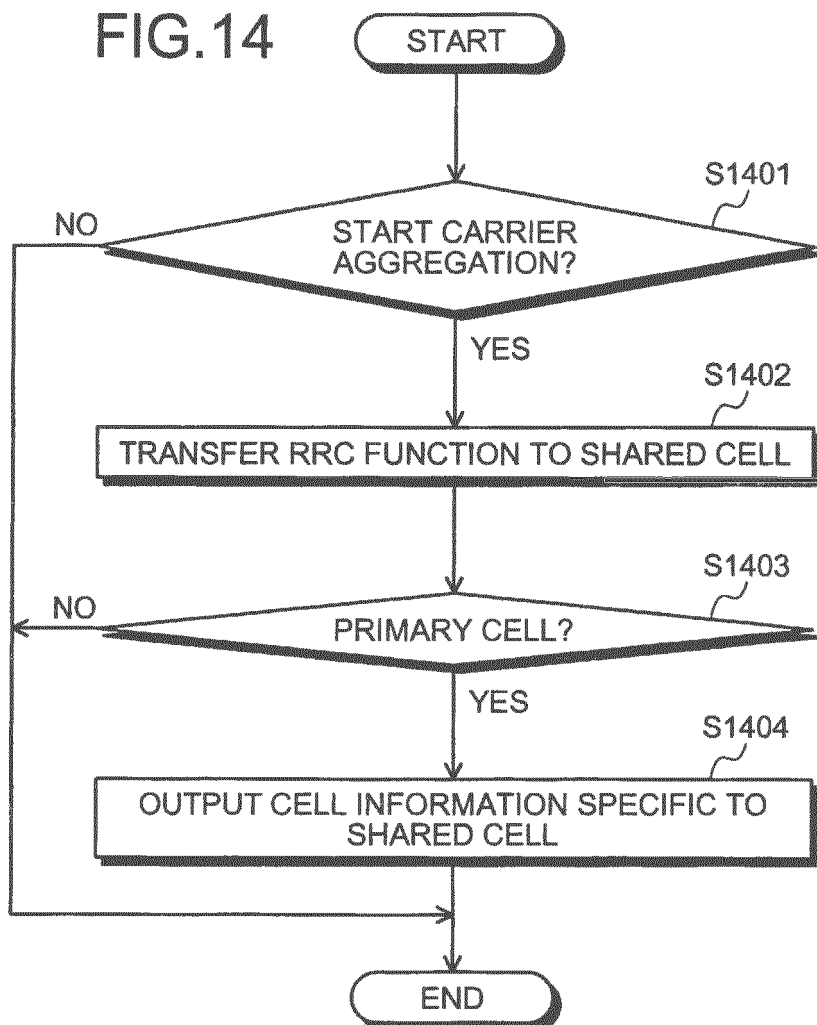 FIG.14
START
S1401
NO
START CARRIER
AGGREGATION?
YES
S1402
TRANSFER RRC FUNCTION TO SHARED CELL
S1403
NO
PRIMARY CELL?
YES
S1404
OUTPUT CELL INFORMATION SPECIFIC TO
SHARED CELL
END